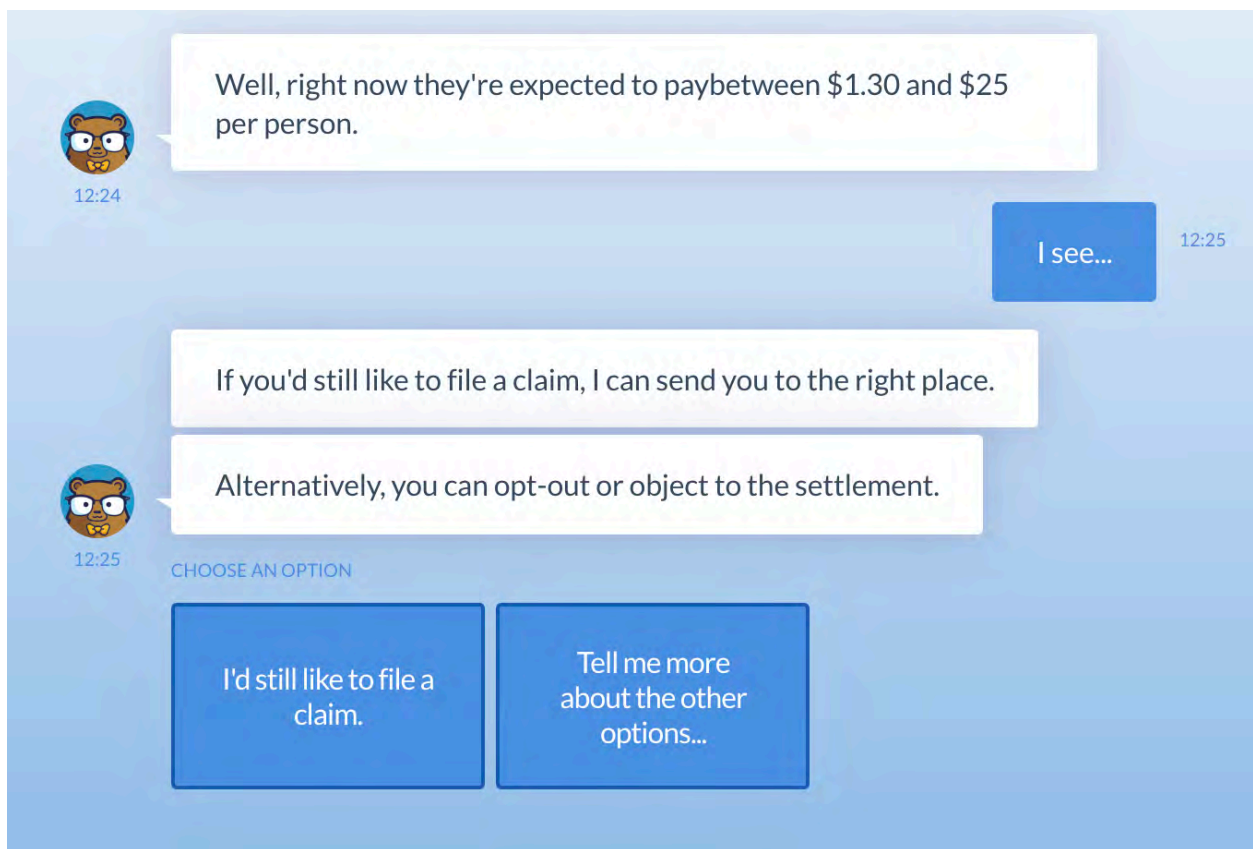 Well, right now they're expected to paybetween $1.30 and $25
per person.
12:24
I see...
12:25
If you'd still like to file a claim, I can send you to the right place.
Alternatively, you can opt-out or object to the settlement.
12:25
CHOOSE AN OPTION
I'd still like to file a
claim.
Tell me more
about the other
options...